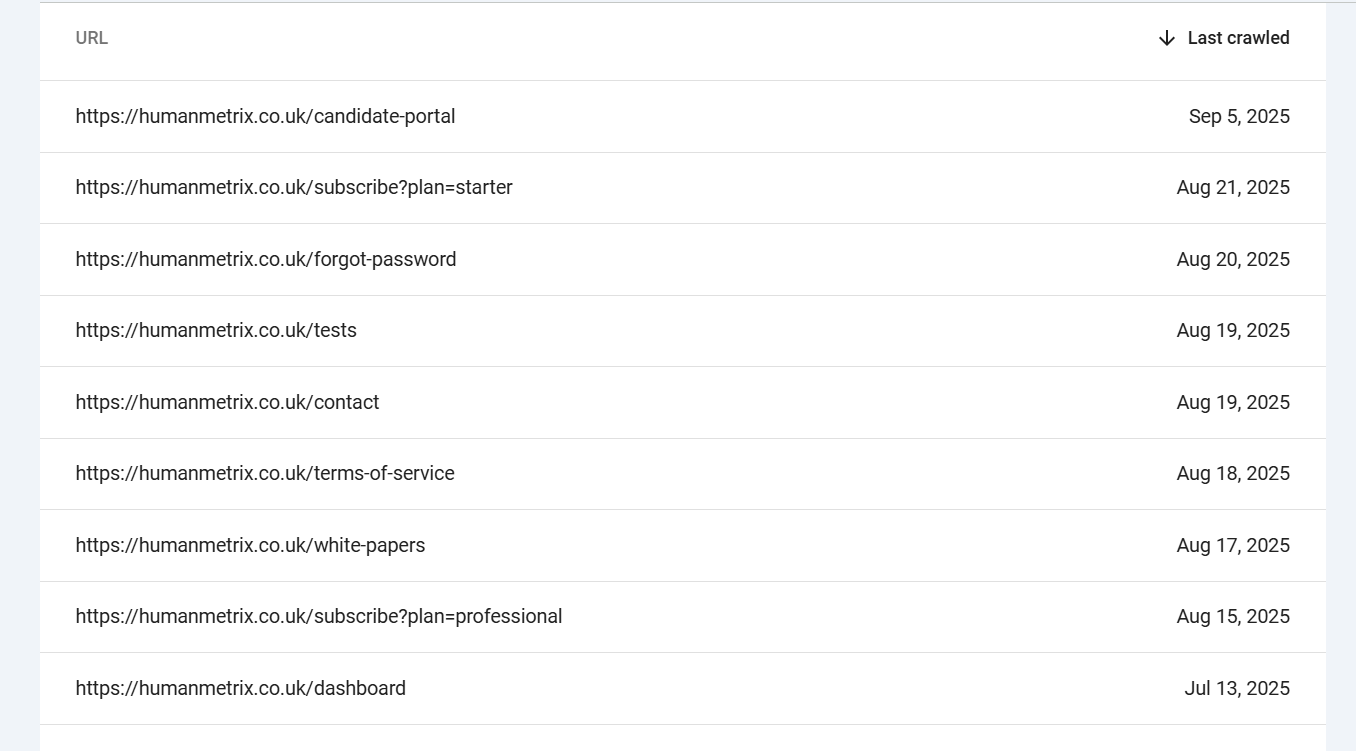 URL Last crawled
https://humanmetrix.co.uk/candidate-portal Sep 5, 2025
https://humanmetrix.co.uk/subscribe?plan=starter Aug 21, 2025
https://humanmetrix.co.uk/forgot-password Aug 20, 2025
https://humanmetrix.co.uk/tests Aug 19, 2025
https://humanmetrix.co.uk/contact Aug 19, 2025
https://humanmetrix.co.uk/terms-of-service Aug 18, 2025
https://humanmetrix.co.uk/white-papers Aug 17, 2025
https://humanmetrix.co.uk/subscribe?plan=professional Aug 15, 2025
https://humanmetrix.co.uk/dashboard Jul 13, 2025